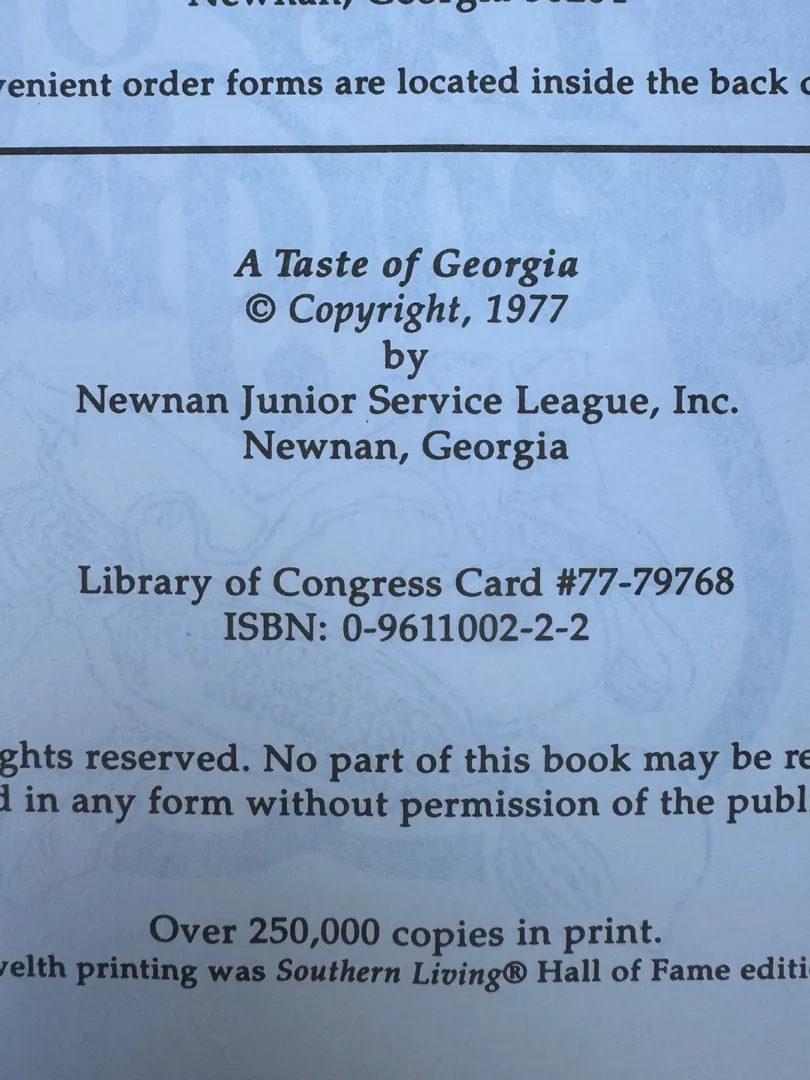 Newnan, Georgia
venient order forms are located inside the back
A Taste of Georgia
© Copyright, 1977
by
Newnan Junior Service League, Inc.
Newnan, Georgia
Library of Congress Card #77-79768
ISBN: 0-9611002-2-2
ghts reserved. No part of this book may be re
d in any form without permission of the publ
Over 250,000 copies in print.
velth printing was Southern Living® Hall of Fame editi